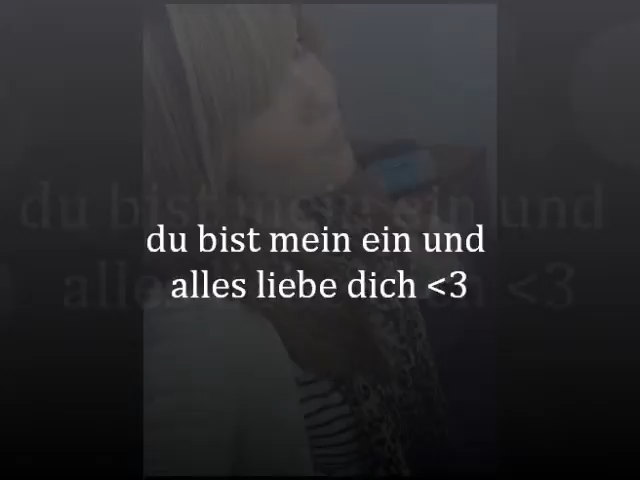 du bist mein ein und
alles liebe dich <3